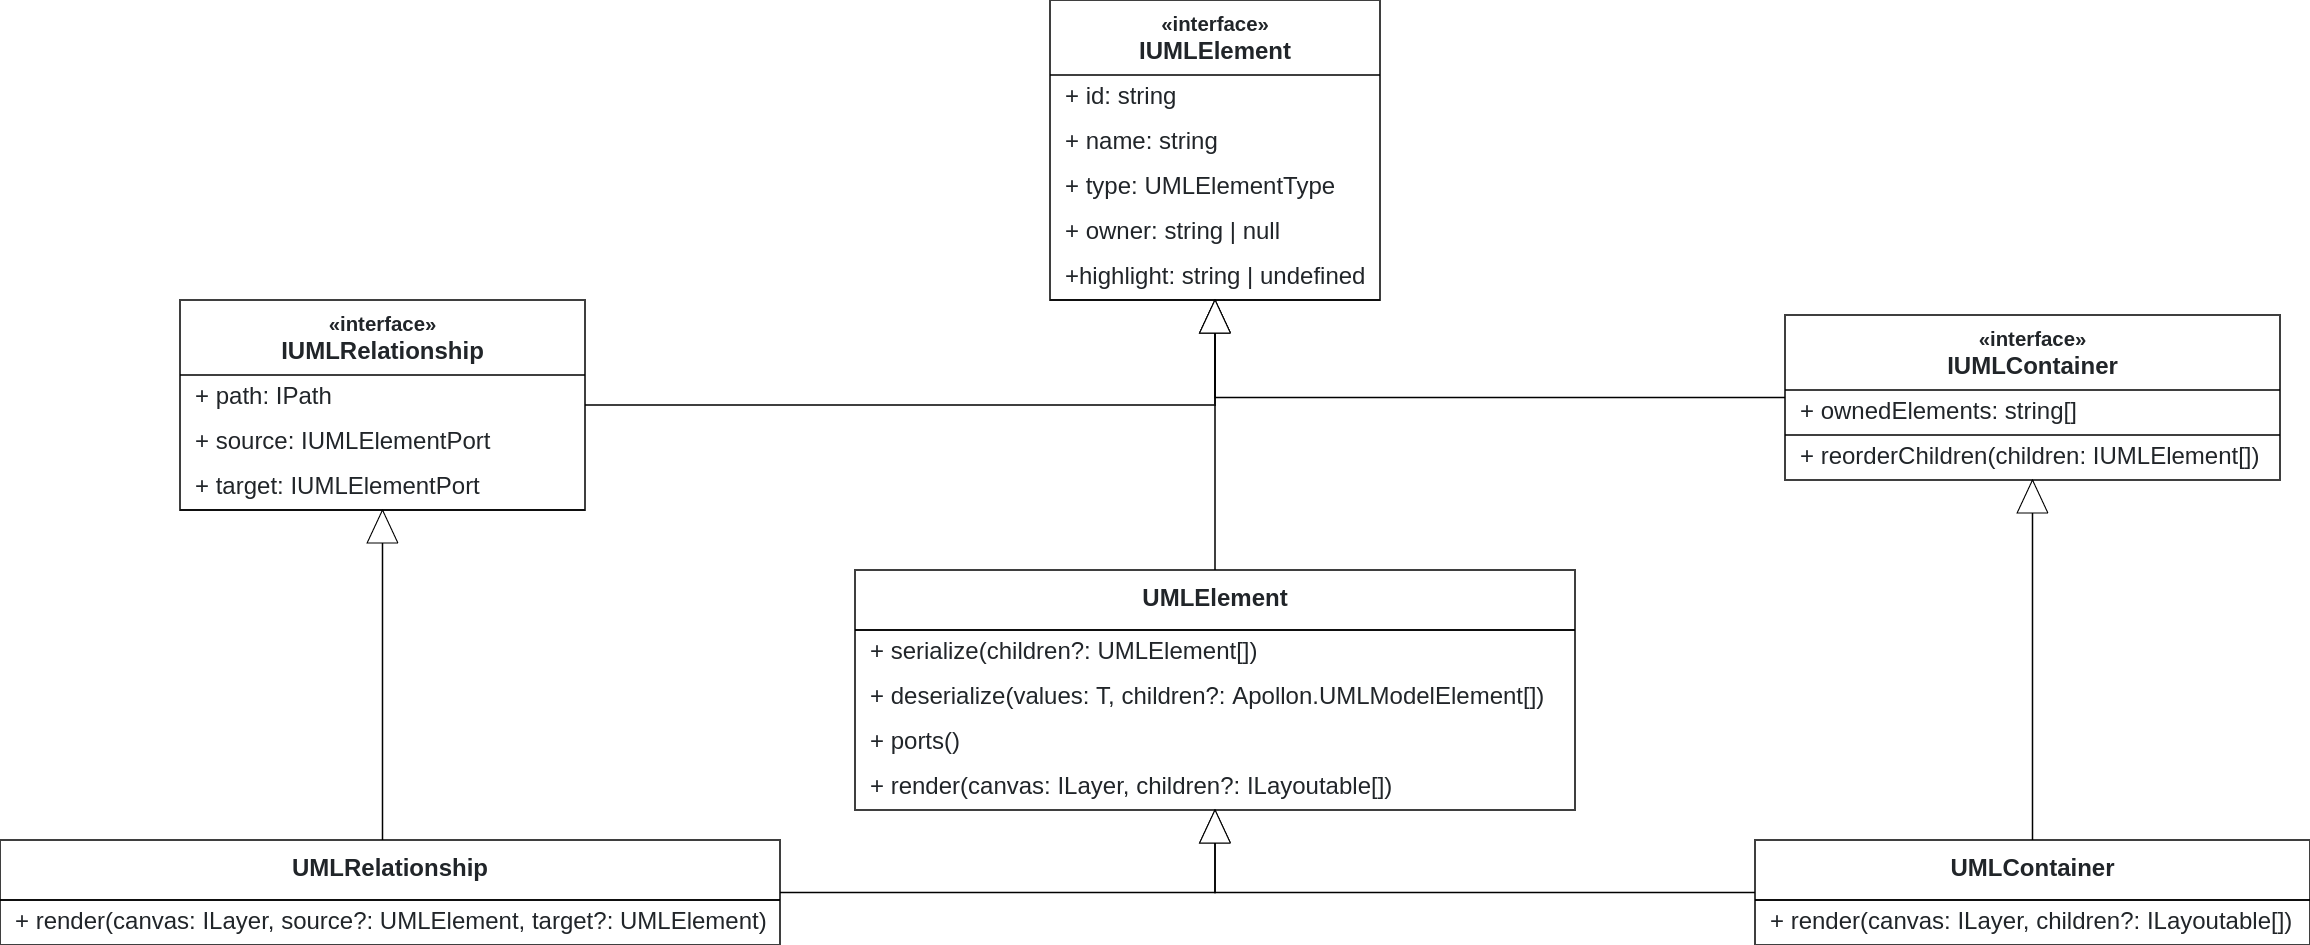 «interface»
IUMLElement
+ id: string
+ name: string
+ type: UMLElementType
+ owner: string | null
+highlight: string | undefined
«interface»
IUMLRelationship
+ path: IPath
+ source: IUMLElementPort
+ target: IUMLElementPort
«interface»
IUMLContainer
+ ownedElements: string[]
+ reorderChildren(children: IUMLElement[])
UMLElement
+ serialize(children?: UMLElement[])
+ deserialize(values: T, children?: Apollon.UMLModelElement[])
+ ports()
+ render(canvas: ILayer, children?: ILayoutable[])
UMLRelationship
+ render(canvas: ILayer, source?: UMLElement, target?: UMLElement)
UMLContainer
+ render(canvas: ILayer, children?: ILayoutable[])